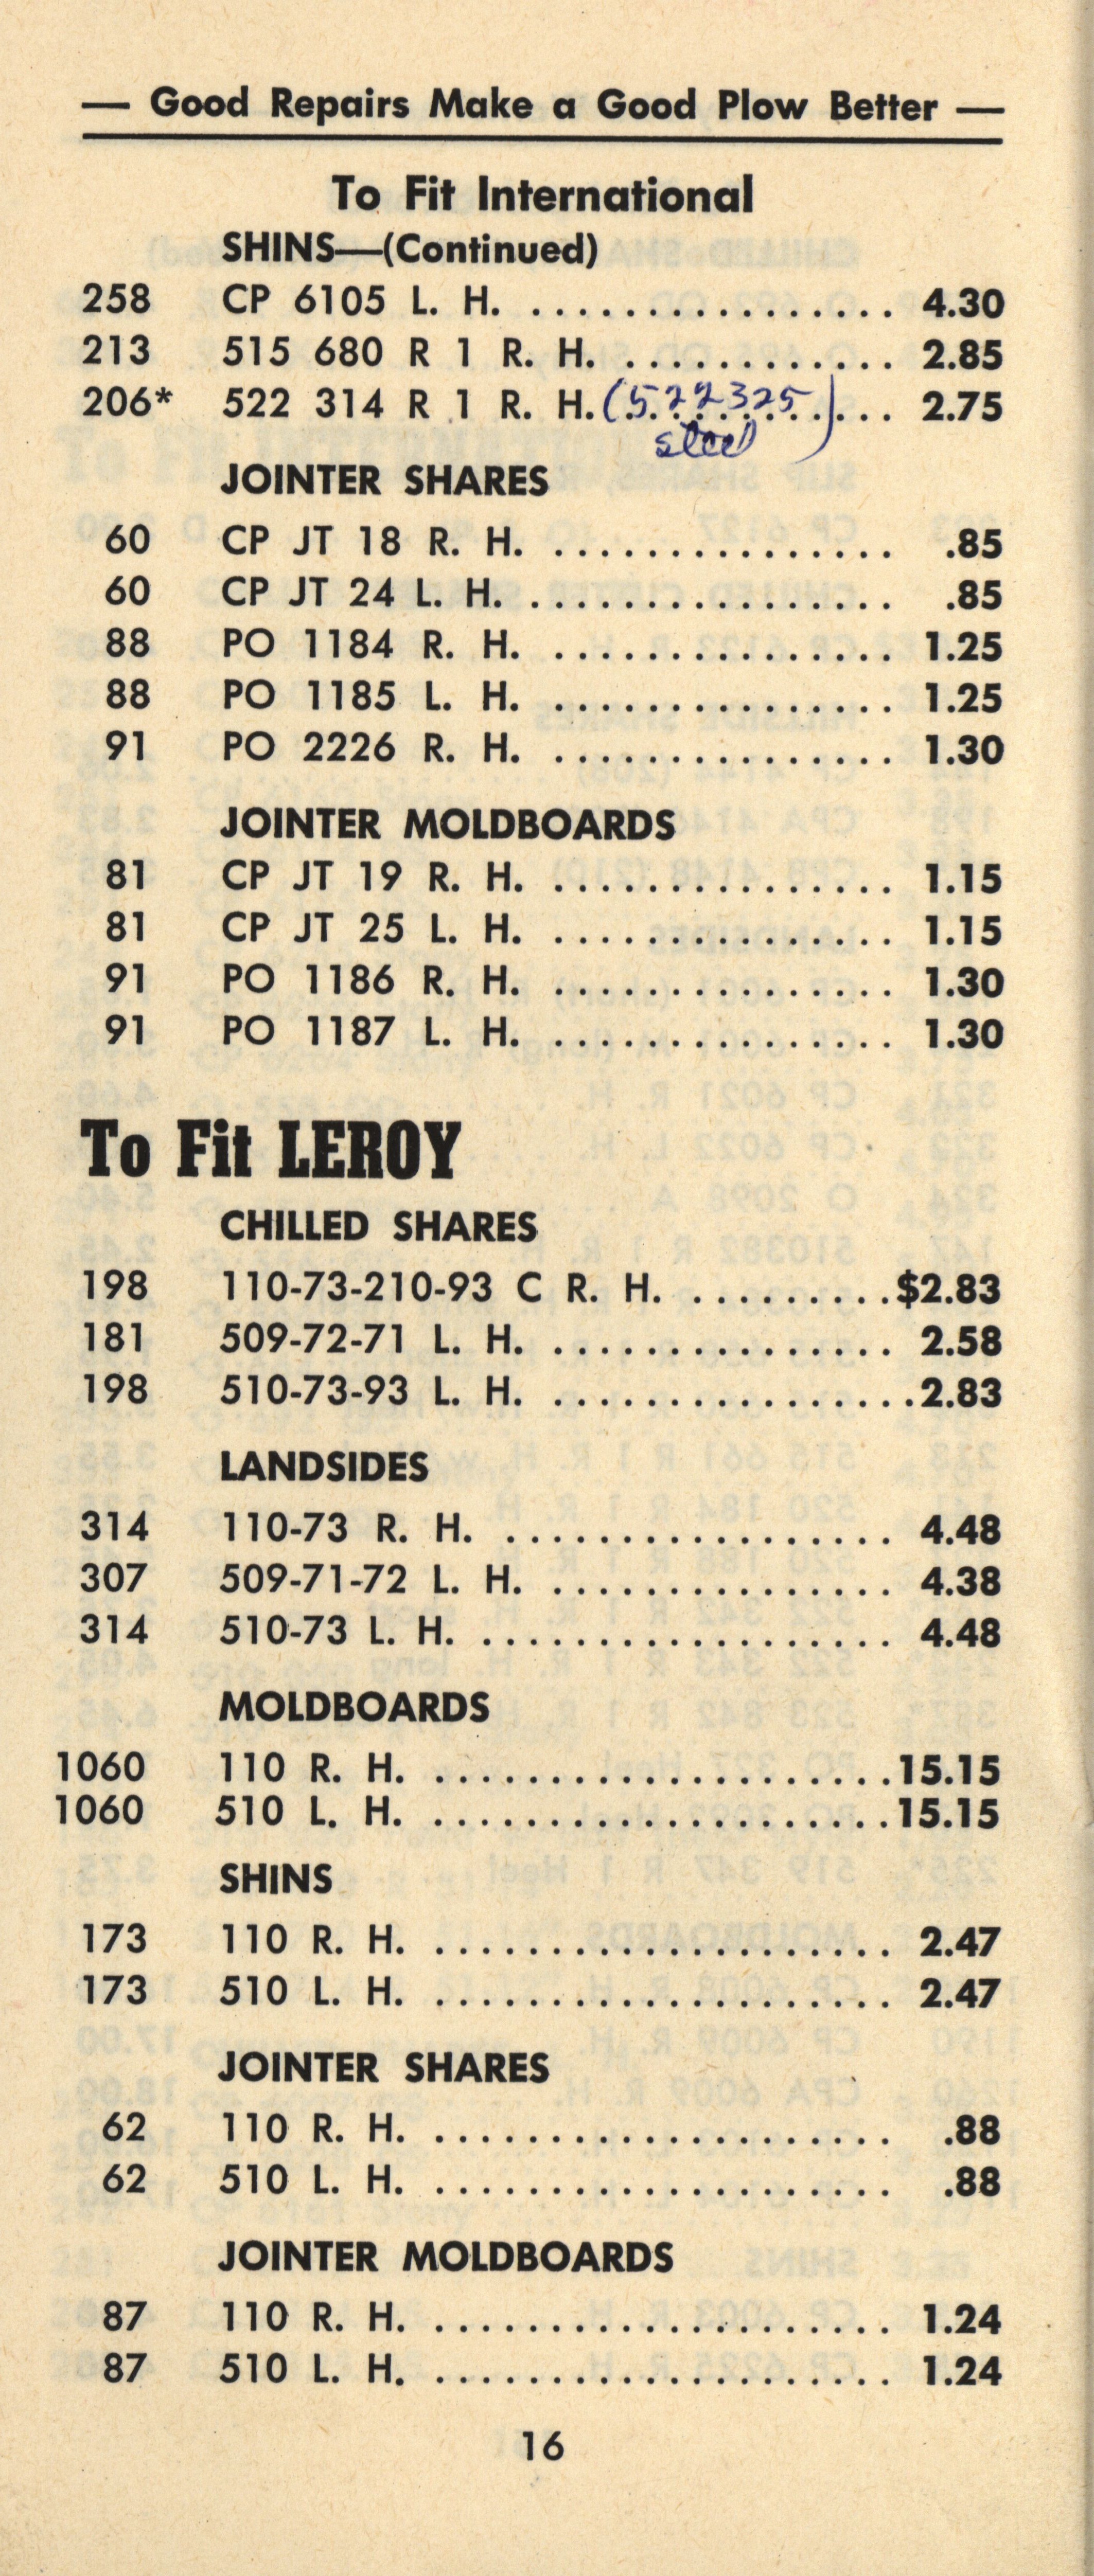 — Good Repairs Make a Good Plow Better —
To Fit International
SHINS—(Continued)
258 CP 6105 L. H. ................ 4.30
213 515 680 R 1 R. H. ............ 2.85
206* 522 314 R 1 R. H. (522325) ... 2.75
steel
JOINTER SHARES
60 CP JT 18 R. H. ............... .85
60 CP JT 24 L. H. ................ .85
88 PO 1184 R. H. ............... 1.25
88 PO 1185 L. H. ............... 1.25
91 PO 2226 R. H. ............... 1.30
JOINTER MOLDBOARDS
81 CP JT 19 R. H. ............... 1.15
81 CP JT 25 L. H. ............... 1.15
91 PO 1186 R. H. ............... 1.30
91 PO 1187 L. H. ............... 1.30
To Fit LEROY
CHILLED SHARES
198 110-73-210-93 C R. H. .........$2.83
181 509-72-71 L. H. ............... 2.58
198 510-73-93 L. H. ................2.83
LANDSIDES
314 110-73 R. H. ................. 4.48
307 509-71-72 L. H. ............... 4.38
314 510-73 L. H. .................. 4.48
MOLDBOARDS
1060 110 R. H. ....................15.15
1060 510 L. H. ....................15.15
SHINS
173 110 R. H. .................... 2.47
173 510 L. H. .................... 2.47
JOINTER SHARES
62 110 R. H. .................... .88
62 510 L. H. .................... .88
JOINTER MOLDBOARDS
87 110 R. H. .................... 1.24
87 510 L. H. .................... 1.24
16